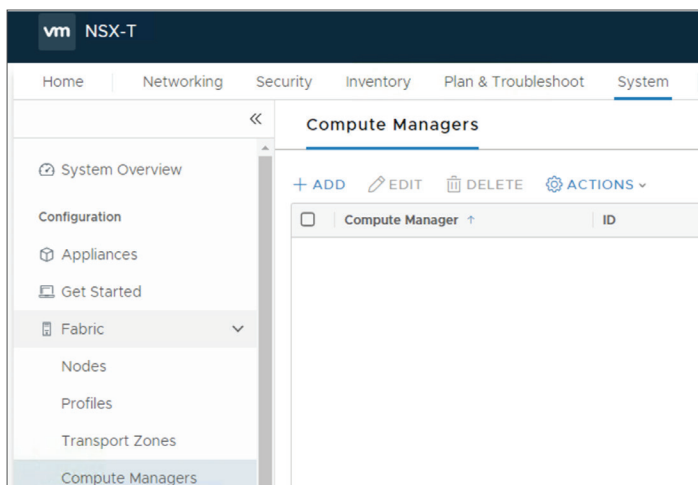 vm NSX-T
Home Networking Security Inventory Plan & Troubleshoot System
Compute Managers
System Overview
+ ADD EDIT DELETE ACTIONS
Configuration
Compute Manager ID
Appliances
Get Started
Fabric
Nodes
Profiles
Transport Zones
Compute Managers